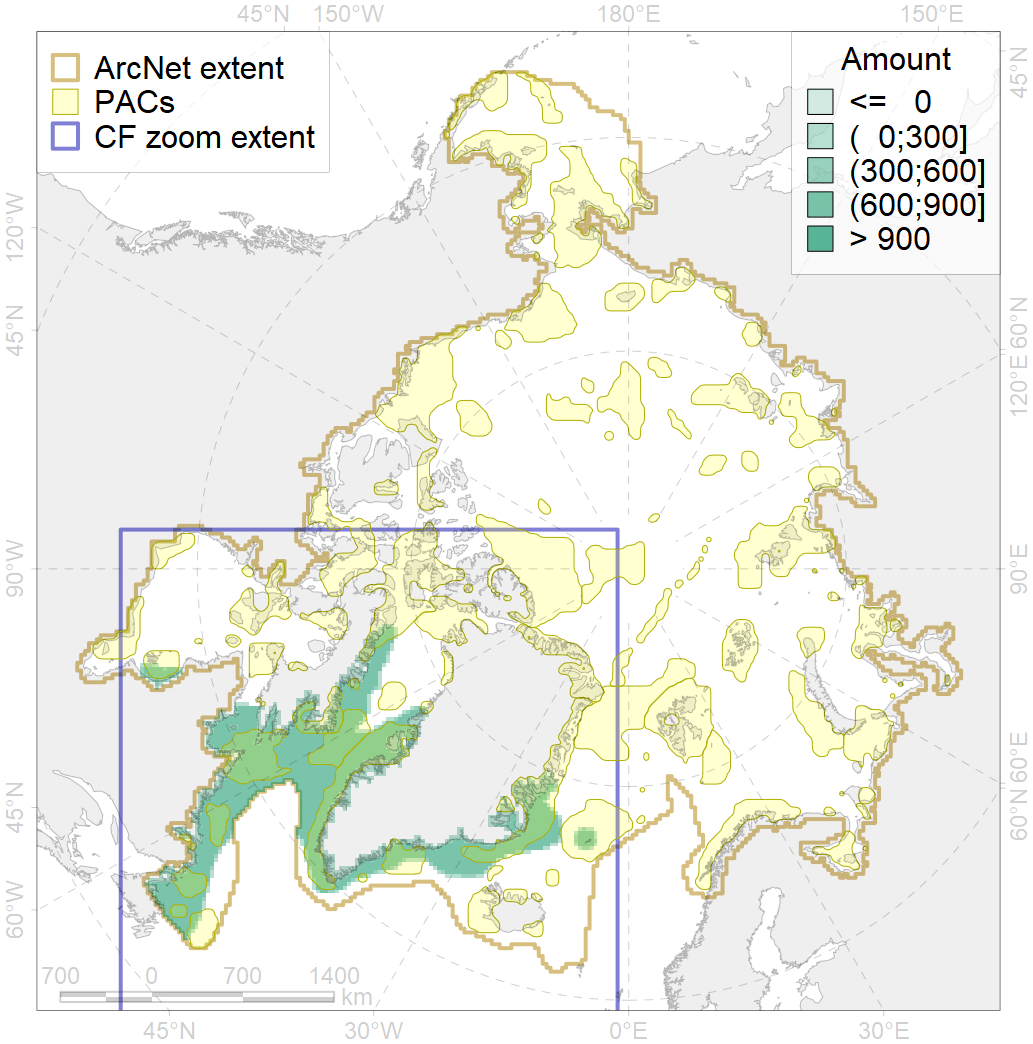 45°N 150°W 180°E 150°E
ArcNet extent
PACs
CF zoom extent
Amount
<= 0
( 0;300]
(300;600]
(600;900]
> 900
45°N
120°W
45°N
90°W
45°N
60°W
60°N
120°E
90°E
60°E
60°N
700 0 700 1400
km
45°N 30°W 0°E 30°E